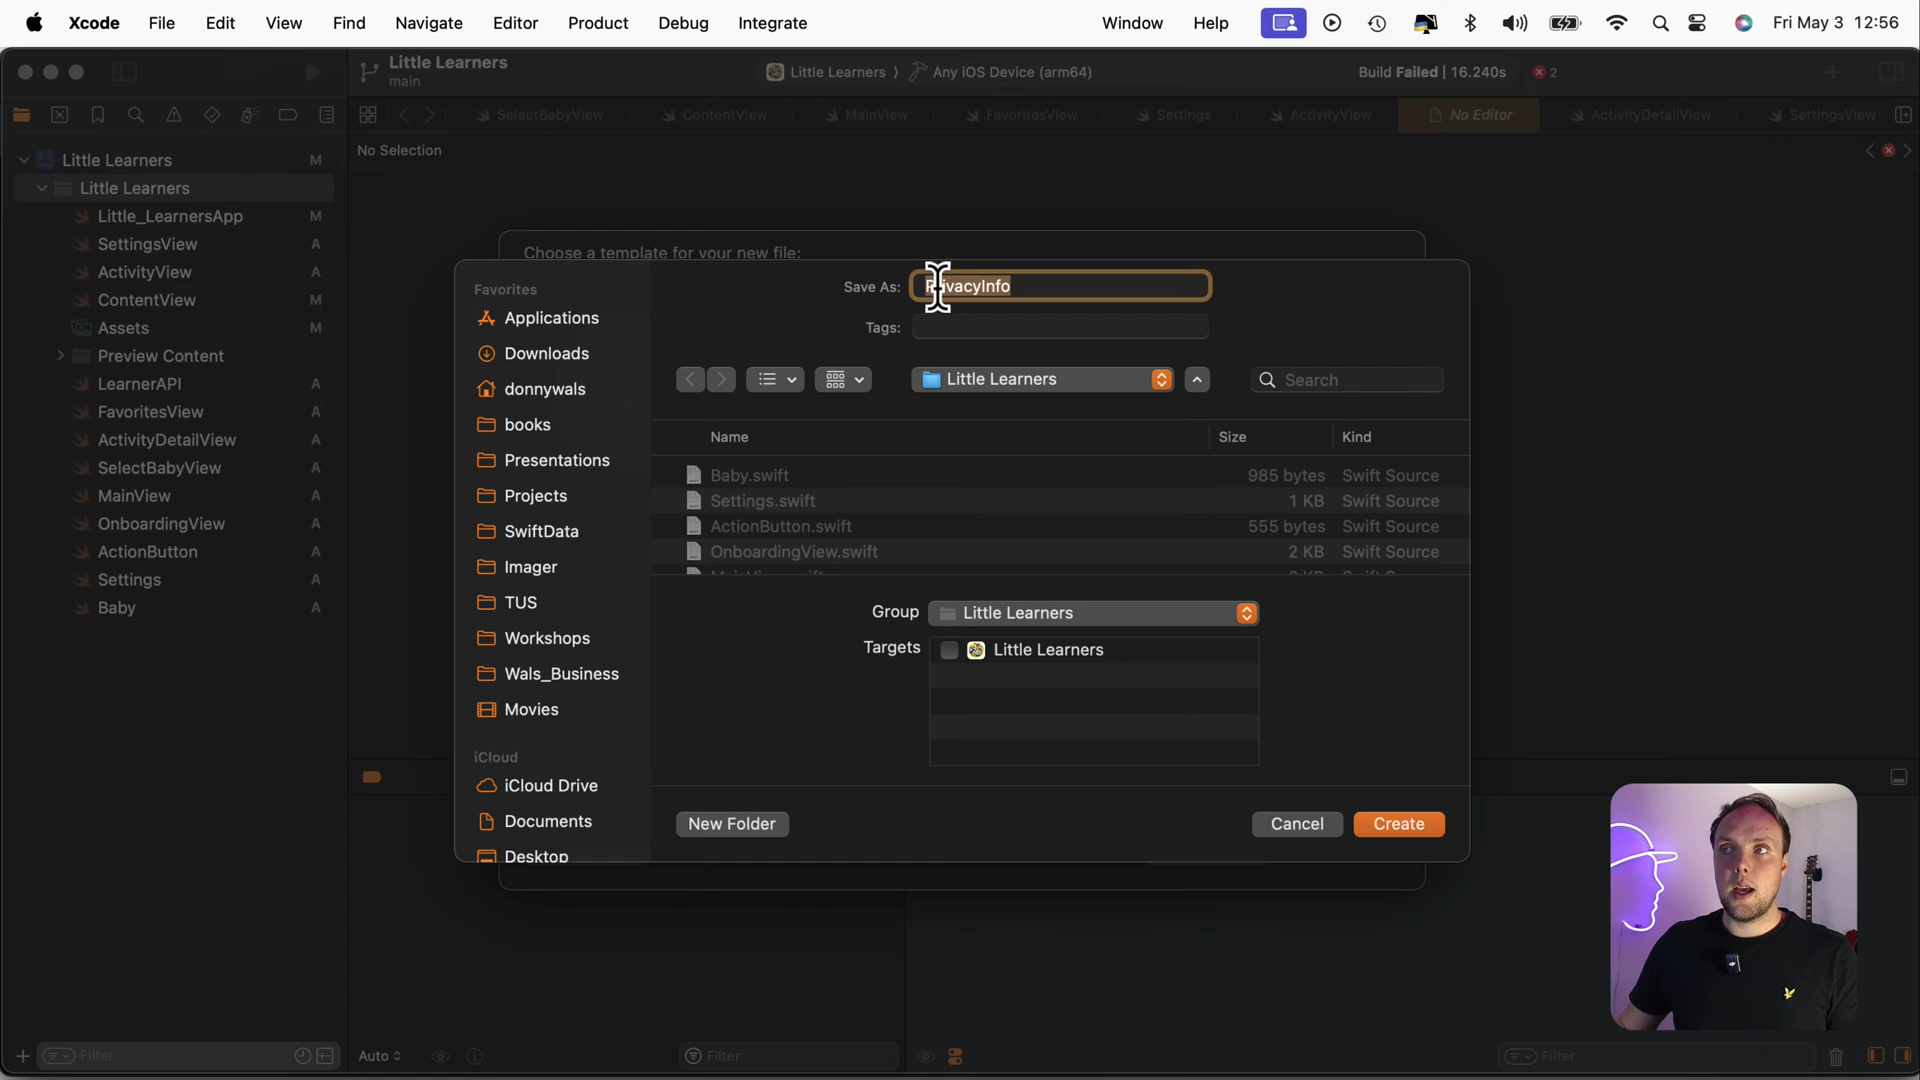 Xcode File Edit View Find Navigate Editor Product Debug Integrate Window Help Fri May 3 12:56
Little Learners
main
Little Learners Any iOS Device (arm64) Build Failed | 16.240s 2
SelectBabyView ContentView MainView FavoritesView Settings ActivityView No Editor ActivityDetailView SettingsView
No Selection
Little Learners M
Little Learners
Little_LearnersApp M
SettingsView A
ActivityView A
ContentView A
Assets M
Preview Content
LearnerAPI A
FavoritesView A
ActivityDetailView A
SelectBabyView A
MainView A
OnboardingView A
ActionButton A
Settings A
Baby A
Filter
Choose a template for your new file:
Favorites
Applications
Downloads
donnywals
books
Presentations
Projects
SwiftData
Imager
TUS
Workshops
Wals_Business
Movies
iCloud
iCloud Drive
Documents
Desktop
Save As: PrivacyInfo
Tags:
Little Learners Search
Name Size Kind
Baby.swift 985 bytes Swift Source
Settings.swift 1 KB Swift Source
ActionButton.swift 555 bytes Swift Source
OnboardingView.swift 2 KB Swift Source
Group Little Learners
Targets Little Learners
New Folder Cancel Create
Auto Filter Filter